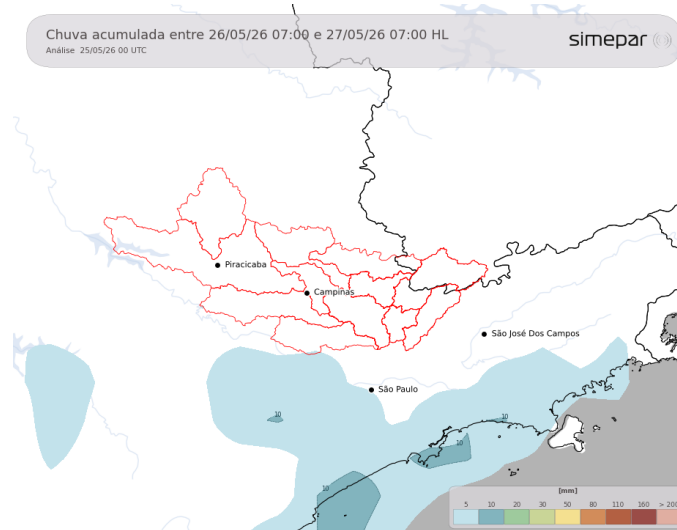 Chuva acumulada entre 26/05/26 07:00 e 27/05/26 07:00 HL
Análise 25/05/26 00 UTC
simepar
Piracicaba
Campinas
São José Dos Campos
São Paulo
10
10
10
10
[mm]
5 10 20 30 50 80 110 160 > 200